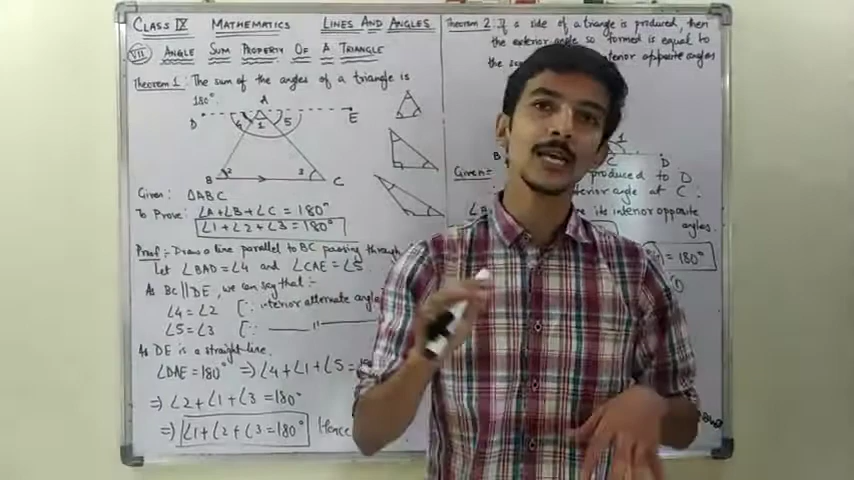 CLASS IX MATHEMATICS LINES AND ANGLES
VII ANGLE SUM PROPERTY OF A TRIANGLE
Theorem 1: The sum of the angles of a triangle is
180°.
A
D 4 1 5 E
2 3
B C
Given: △ABC
To Prove: ∠A+∠B+∠C = 180°
∠1+∠2+∠3 = 180°
Proof: Draw a line parallel to BC passing through
Let ∠BAD = ∠4 and ∠CAE = ∠5
As BC||DE, we can say that :-
∠4 = ∠2 [∵ interior alternate angles
∠5 = ∠3 [∵ — " —
As DE is a straight line.
∠DAE = 180° ⇒ ∠4+∠1+∠5 =
⇒ ∠2+∠1+∠3 = 180°
⇒ ∠1+∠2+∠3 = 180° Hence
Theorem 2: If a side of a triangle is produced, then
the exterior angle so formed is equal to
the opposite angles
1
B D
Given: produced to D
exterior angle at C.
its interior opposite
angles.
= 180°